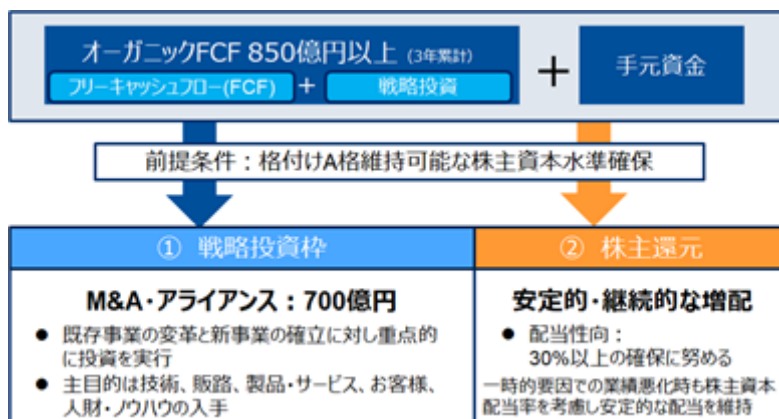 オーガニックFCF 850億円以上 (3年累計)
フリーキャッシュフロー(FCF) + 戦略投資
+ 手元資金
前提条件：格付けA格維持可能な株主資本水準確保
① 戦略投資枠
M&A・アライアンス：700億円
● 既存事業の変革と新事業の確立に対し重点的
に投資を実行
● 主目的は技術、販路、製品・サービス、お客様、
人財・ノウハウの入手
② 株主還元
安定的・継続的な増配
● 配当性向：
30%以上の確保に努める
一時的要因での業績悪化時も株主資本
配当率を考慮し安定的な配当を維持